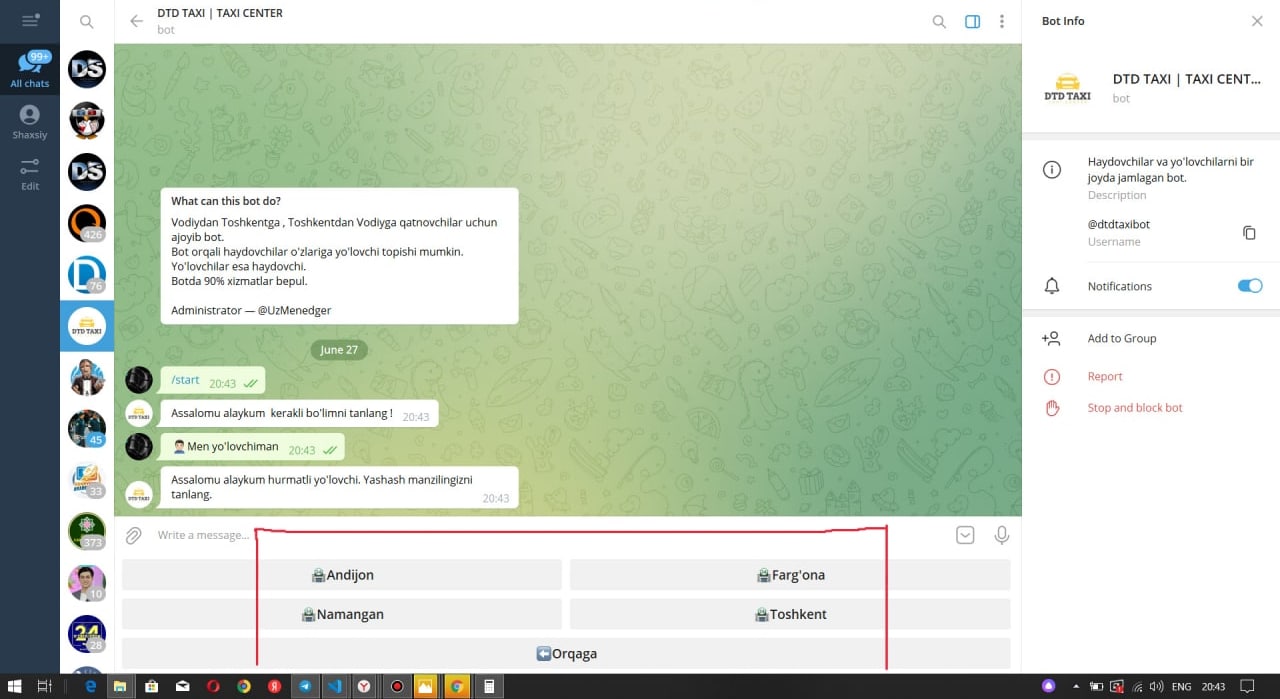 DTD TAXI | TAXI CENTER
bot
Bot Info
99+
All chats
Shaxsiy
Edit
DS
DS
426
76
DTD TAXI
45
33
373
10
24
28
DTD TAXI
DTD TAXI | TAXI CENT...
bot
Haydovchilar va yo'lovchilarni bir
joyda jamlagan bot.
Description
@dtdtaxibot
Username
Notifications
Add to Group
Report
Stop and block bot
What can this bot do?
Vodiydan Toshkentga , Toshkentdan Vodiyga qatnovchilar uchun
ajoyib bot.
Bot orqali haydovchilar o'zlariga yo'lovchi topishi mumkin.
Yo'lovchilar esa haydovchi.
Botda 90% xizmatlar bepul.
Administrator — @UzMenedger
June 27
/start 20:43
DTD TAXI
Assalomu alaykum kerakli bo'limni tanlang ! 20:43
Men yo'lovchiman 20:43
Assalomu alaykum hurmatli yo'lovchi. Yashash manzilingizni
tanlang. 20:43
DTD TAXI
Write a message...
Andijon
Farg'ona
Namangan
Toshkent
Orqaga
ENG 20:43